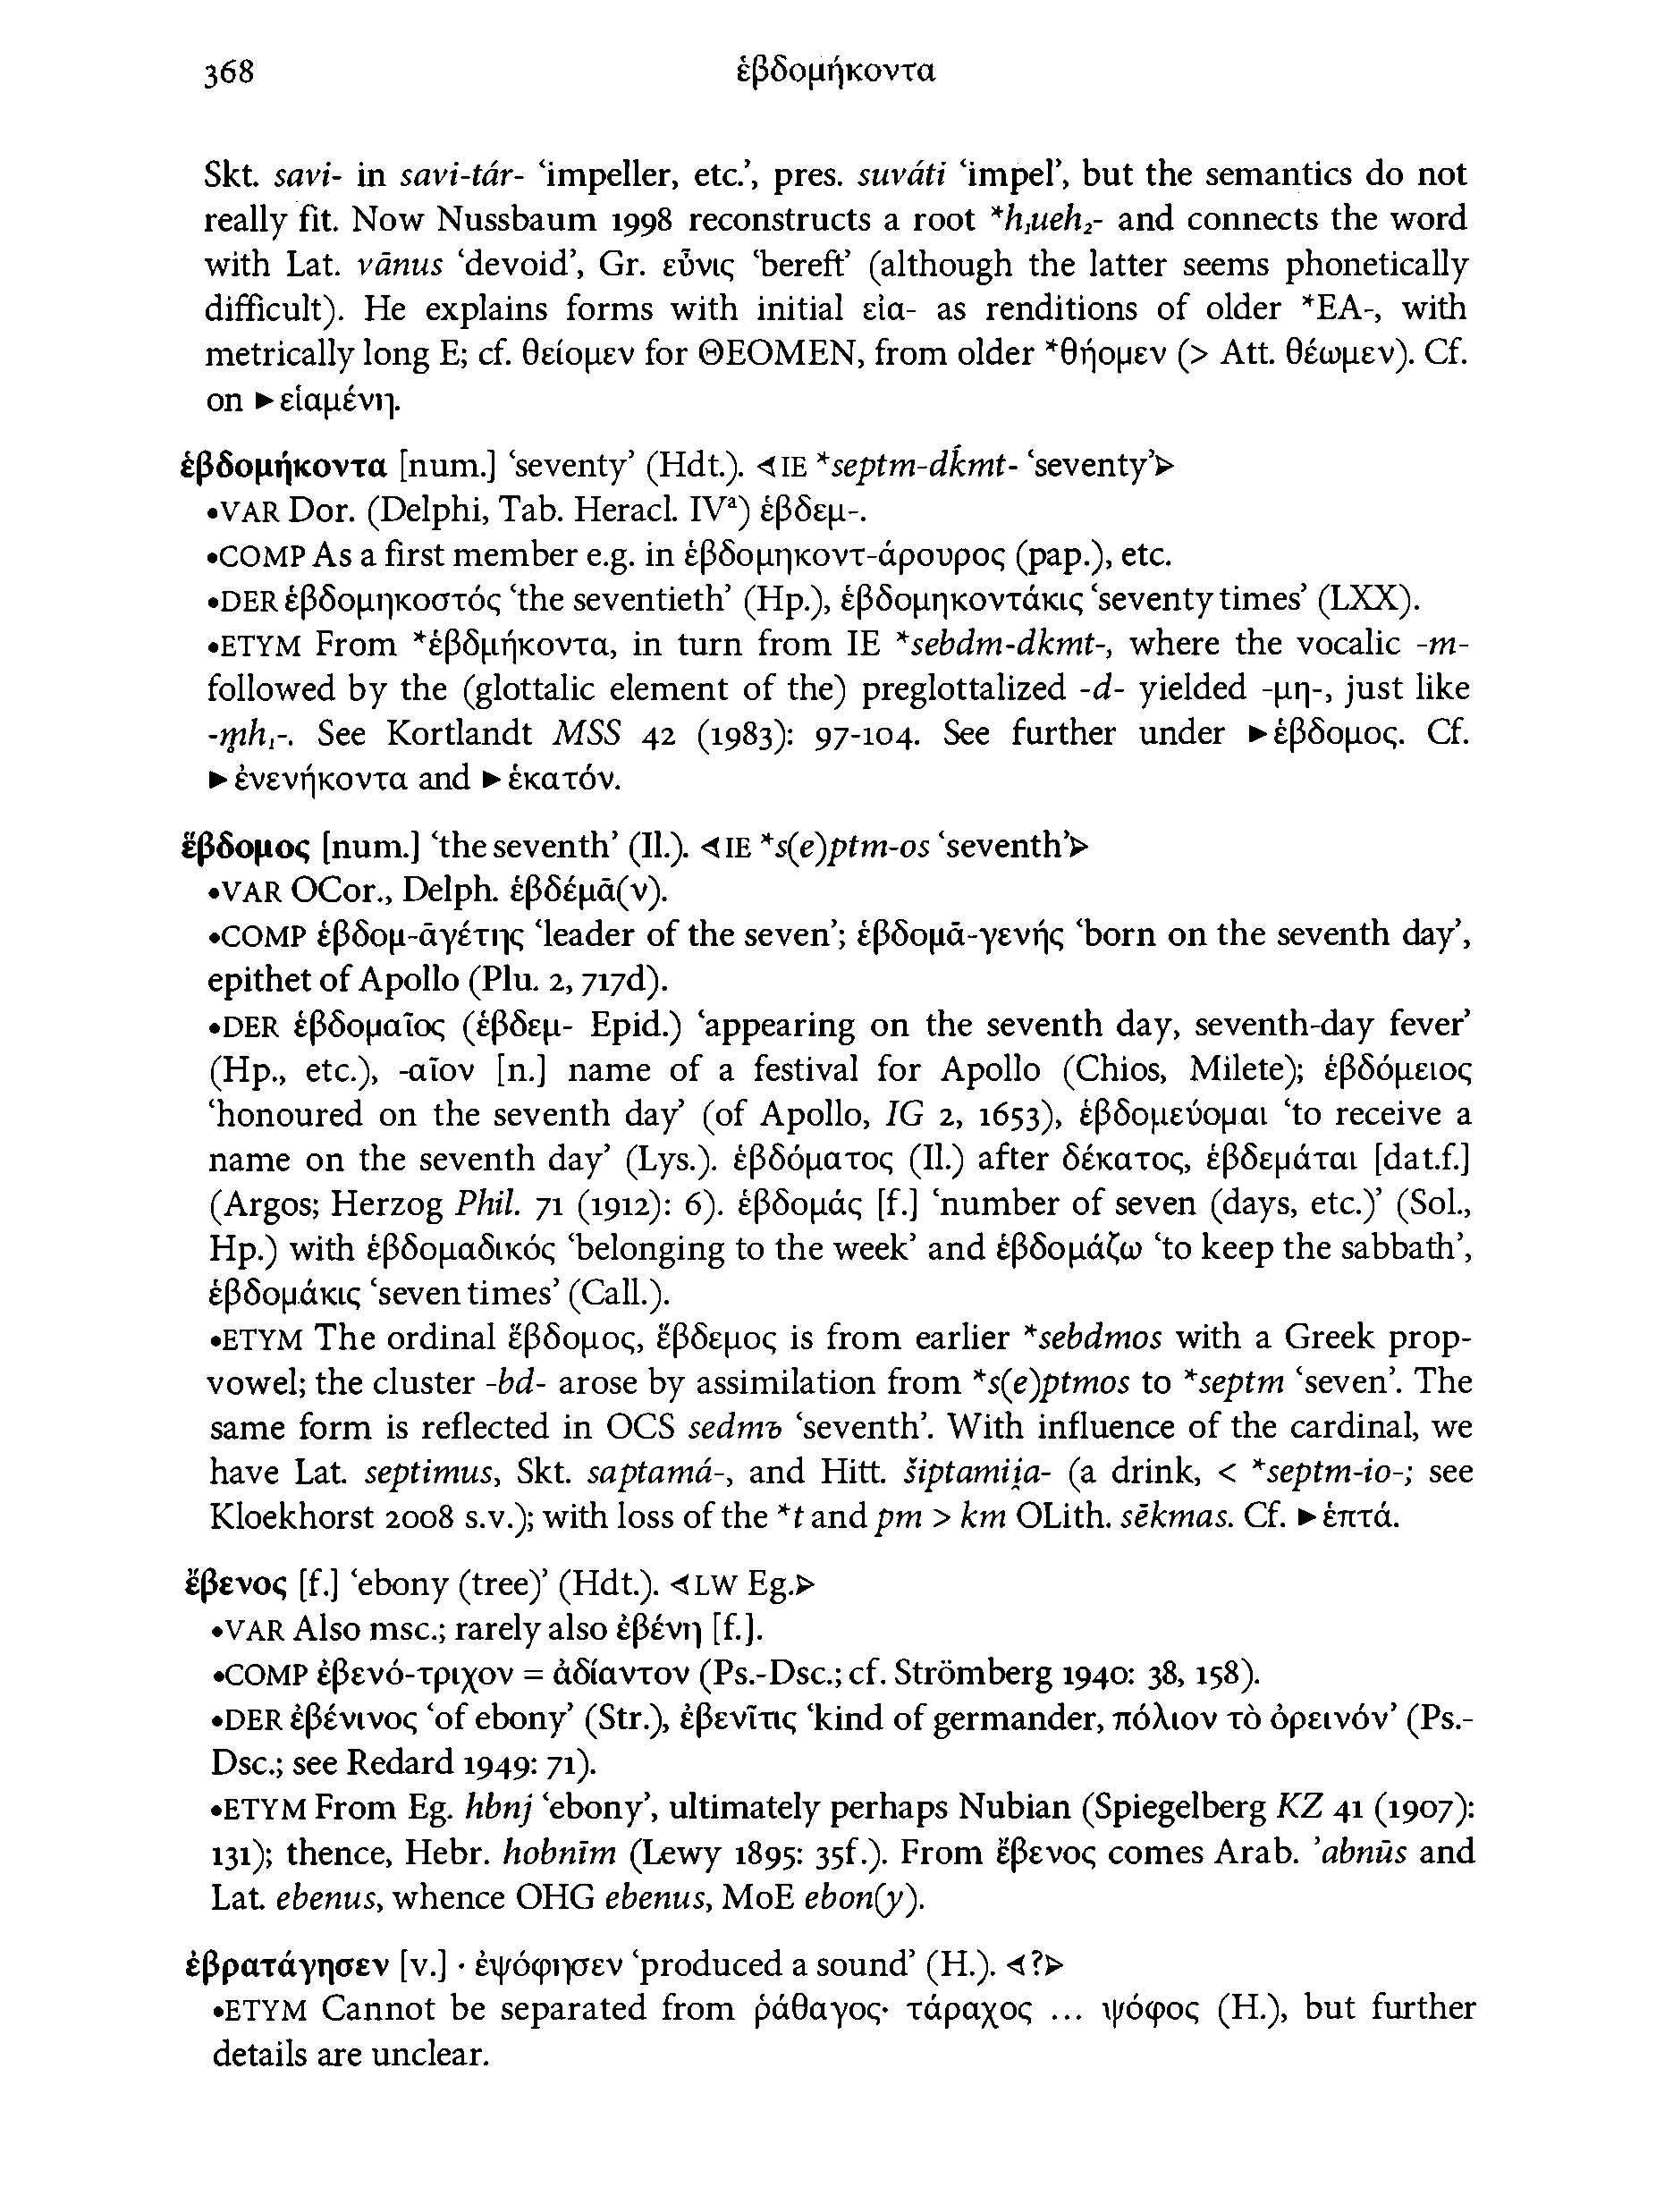 368 ἑβδομήκοντα
Skt. savi- in savi-tár- ‘impeller, etc.’, pres. suváti ‘impel’, but the semantics do not
really fit. Now Nussbaum 1998 reconstructs a root *h₁ueh₂- and connects the word
with Lat. vānus ‘devoid’, Gr. εὖνις ‘bereft’ (although the latter seems phonetically
difficult). He explains forms with initial εἰα- as renditions of older *EA-, with
metrically long E; cf. θείομεν for ΘEOMEN, from older *θήομεν (> Att. θέωμεν). Cf.
on ►εἱαμένη.
ἑβδομήκοντα [num.] ‘seventy’ (Hdt.). ⊲IE *septm-dḱmt- ‘seventy’⊳
•VAR Dor. (Delphi, Tab. Heracl. IVᵃ) ἑβδεμ-.
•COMP As a first member e.g. in ἑβδομηκοντ-άρουρος (pap.), etc.
•DER ἑβδομηκοστός ‘the seventieth’ (Hp.), ἑβδομηκοντάκις ‘seventy times’ (LXX).
•ETYM From *ἑβδμήκοντα, in turn from IE *sebdm-dkmt-, where the vocalic -m-
followed by the (glottalic element of the) preglottalized -d- yielded -μη-, just like
-m̥h₁-. See Kortlandt MSS 42 (1983): 97-104. See further under ►ἕβδομος. Cf.
►ἐνενήκοντα and ►ἑκατόν.
ἕβδομος [num.] ‘the seventh’ (Il.). ⊲IE *s(e)ptm-os ‘seventh’⊳
•VAR OCor., Delph. ἑβδέμᾱ(ν).
•COMP ἑβδομ-ᾱγέτης ‘leader of the seven’; ἑβδομᾱ-γενής ‘born on the seventh day’,
epithet of Apollo (Plu. 2, 717d).
•DER ἑβδομαῖος (ἑβδεμ- Epid.) ‘appearing on the seventh day, seventh-day fever’
(Hp., etc.), -αῖον [n.] name of a festival for Apollo (Chios, Milete); ἑβδόμειος
‘honoured on the seventh day’ (of Apollo, IG 2, 1653), ἑβδομεύομαι ‘to receive a
name on the seventh day’ (Lys.). ἑβδόματος (Il.) after δέκατος, ἑβδεμάται [dat.f.]
(Argos; Herzog Phil. 71 (1912): 6). ἑβδομάς [f.] ‘number of seven (days, etc.)’ (Sol.,
Hp.) with ἑβδομαδικός ‘belonging to the week’ and ἑβδομάζω ‘to keep the sabbath’,
ἑβδομάκις ‘seven times’ (Call.).
•ETYM The ordinal ἕβδομος, ἕβδεμος is from earlier *sebdmos with a Greek prop-
vowel; the cluster -bd- arose by assimilation from *s(e)ptmos to *septm ‘seven’. The
same form is reflected in OCS sedmъ ‘seventh’. With influence of the cardinal, we
have Lat. septimus, Skt. saptamá-, and Hitt. šiptamii̯a- (a drink, < *septm-io-; see
Kloekhorst 2008 s.v.); with loss of the *t and pm > km OLith. sēkmas. Cf. ►ἑπτά.
ἔβενος [f.] ‘ebony (tree)’ (Hdt.). ⊲LW Eg.⊳
•VAR Also msc.; rarely also ἐβένη [f.].
•COMP ἐβενό-τριχον = ἀδίαντον (Ps.-Dsc.; cf. Strömberg 1940: 38, 158).
•DER ἐβένινος ‘of ebony’ (Str.), ἐβενῖτις ‘kind of germander, πόλιον τὸ ὀρεινόν’ (Ps.-
Dsc.; see Redard 1949: 71).
•ETYM From Eg. hbnj ‘ebony’, ultimately perhaps Nubian (Spiegelberg KZ 41 (1907):
131); thence, Hebr. hobnīm (Lewy 1895: 35f.). From ἔβενος comes Arab. ’abnūs and
Lat. ebenus, whence OHG ebenus, MoE ebon(y).
ἐβρατάγησεν [v.] · ἐψόφησεν ‘produced a sound’ (H.). ⊲?⊳
•ETYM Cannot be separated from ῥάθαγος· τάραχος ... ψόφος (H.), but further
details are unclear.